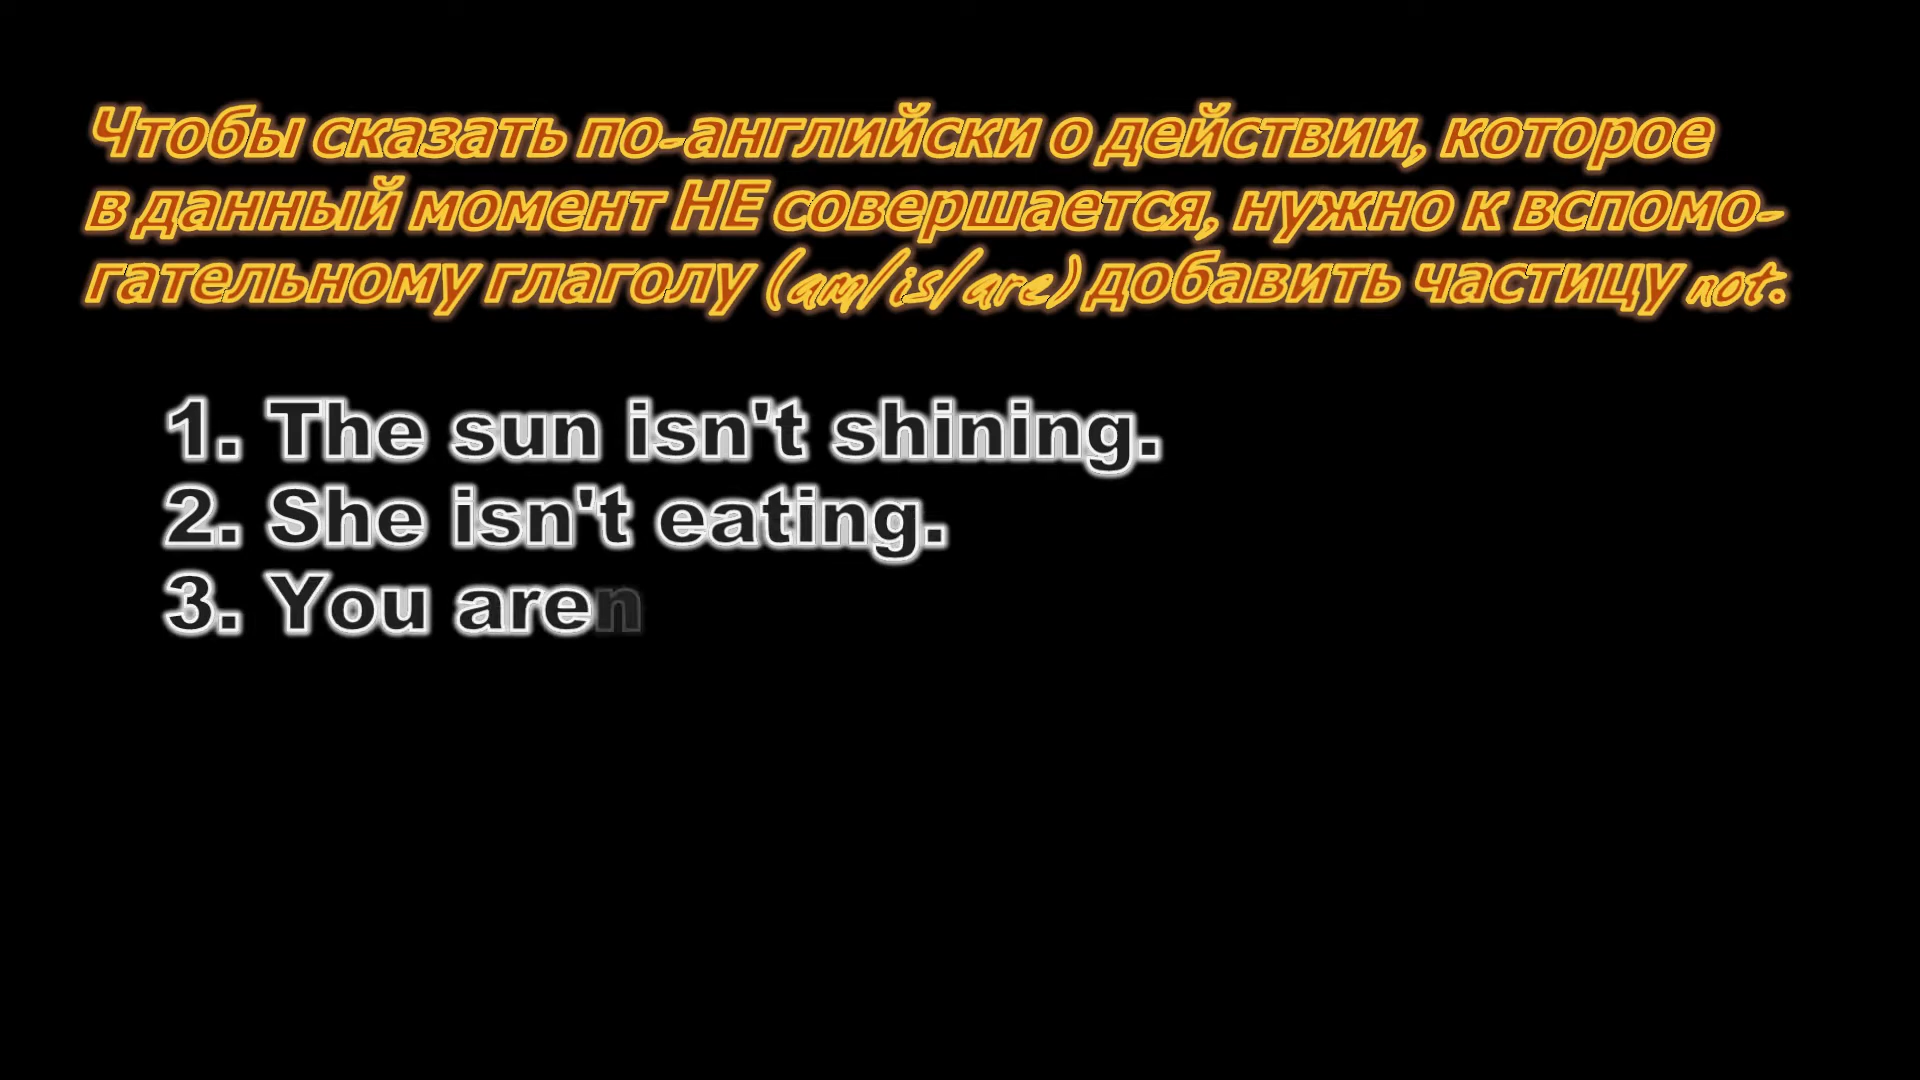 Чтобы сказать по-английски о действии, которое
в данный момент НЕ совершается, нужно к вспомо-
гательному глаголу (am/is/are) добавить частицу not.
1. The sun isn't shining.
2. She isn't eating.
3. You aren